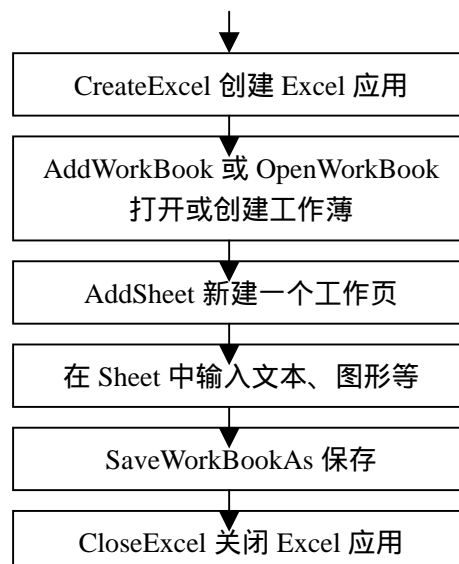 CreateExcel 创建 Excel 应用
AddWorkBook 或 OpenWorkBook
打开或创建工作薄
AddSheet 新建一个工作页
在 Sheet 中输入文本、图形等
SaveWorkBookAs 保存
CloseExcel 关闭 Excel 应用